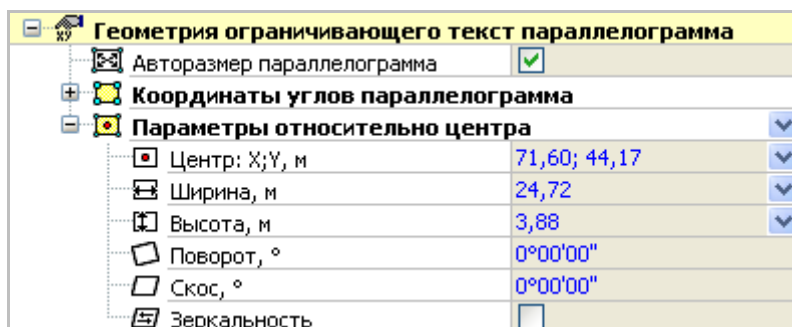 Геометрия ограничивающего текст параллелограмма
Авторазмер параллелограмма
Координаты углов параллелограмма
Параметры относительно центра
Центр: X;Y, м 71,60; 44,17
Ширина, м 24,72
Высота, м 3,88
Поворот, ° 0°00'00"
Скос, ° 0°00'00"
Зеркальность